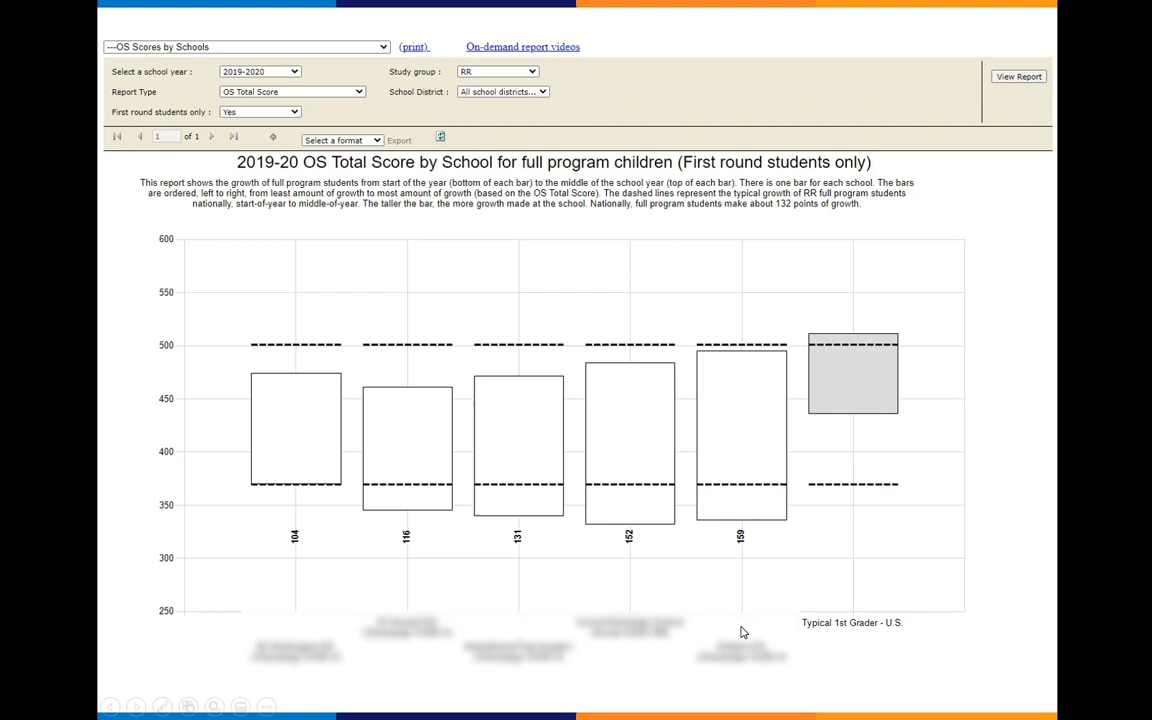 ---OS Scores by Schools
(print)
On-demand report videos
Select a school year :
2019-2020
Study group :
RR
View Report
Report Type
OS Total Score
School District :
All school districts...
First round students only :
Yes
1
of 1
Select a format
Export
2019-20 OS Total Score by School for full program children (First round students only)
This report shows the growth of full program students from start of the year (bottom of each bar) to the middle of the school year (top of each bar). There is one bar for each school. The bars
are ordered, left to right, from least amount of growth to most amount of growth (based on the OS Total Score). The dashed lines represent the typical growth of RR full program students
nationally, start-of-year to middle-of-year. The taller the bar, the more growth made at the school. Nationally, full program students make about 132 points of growth.
600
550
500
450
400
350
300
250
104
116
131
152
159
Typical 1st Grader - U.S.